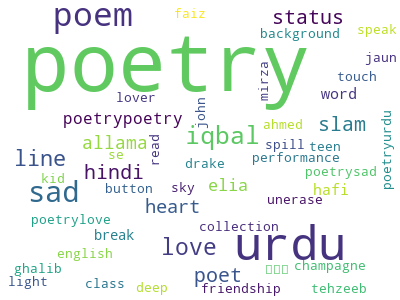 poem faiz status speak
background
poetry
lover john mirza jaun
touch
poetrypoetry word
allama iqbal slam
line read ahmed poetryurdu
hindi se spill teen
drake performance
kid sad button sky elia poetrysad
hafi
unerase
poetrylove heart
collection
break love urdu
english
ghalib poet champagne
light class deep friendship tehzeeb